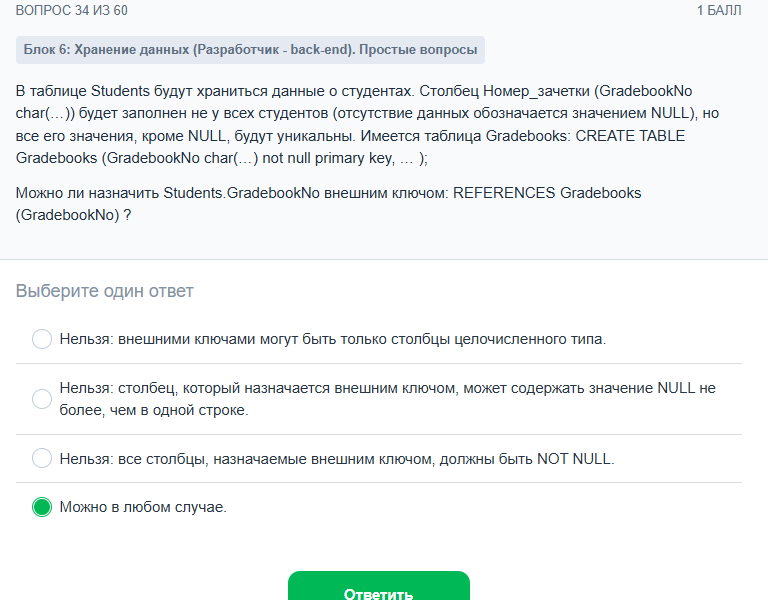 ВОПРОС 34 ИЗ 60
1 БАЛЛ
Блок 6: Хранение данных (Разработчик - back-end). Простые вопросы
В таблице Students будут храниться данные о студентах. Столбец Номер_зачетки (GradebookNo
char(…)) будет заполнен не у всех студентов (отсутствие данных обозначается значением NULL), но
все его значения, кроме NULL, будут уникальны. Имеется таблица Gradebooks: CREATE TABLE
Gradebooks (GradebookNo char(…) not null primary key, … );
Можно ли назначить Students.GradebookNo внешним ключом: REFERENCES Gradebooks
(GradebookNo) ?
Выберите один ответ
Нельзя: внешними ключами могут быть только столбцы целочисленного типа.
Нельзя: столбец, который назначается внешним ключом, может содержать значение NULL не
более, чем в одной строке.
Нельзя: все столбцы, назначаемые внешним ключом, должны быть NOT NULL.
Можно в любом случае.
Ответить